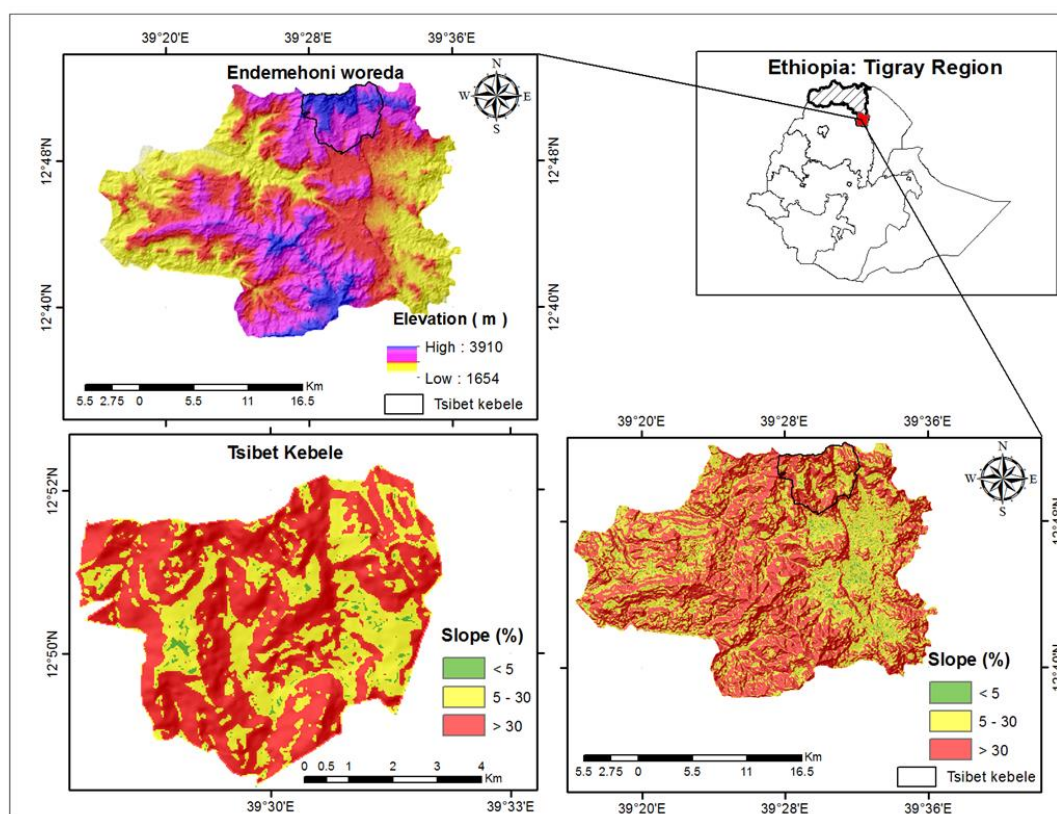 39°20'E 39°28'E 39°36'E
Endemehoni woreda
N
W E
S
12°48'N
12°40'N
12°48'N
12°40'N
Elevation ( m )
High : 3910
Low : 1654
Tsibet kebele
Km
5.5 2.75 0 5.5 11 16.5
Ethiopia: Tigray Region
Tsibet Kebele
12°52'N
12°50'N
Slope (%)
< 5
5 - 30
> 30
0 0.5 1 2 3 4
Km
39°30'E 39°33'E
39°20'E 39°28'E 39°36'E
N
W E
S
12°48'N
12°40'N
Slope (%)
< 5
5 - 30
> 30
Tsibet kebele
Km
5.5 2.75 0 5.5 11 16.5
39°20'E 39°28'E 39°36'E